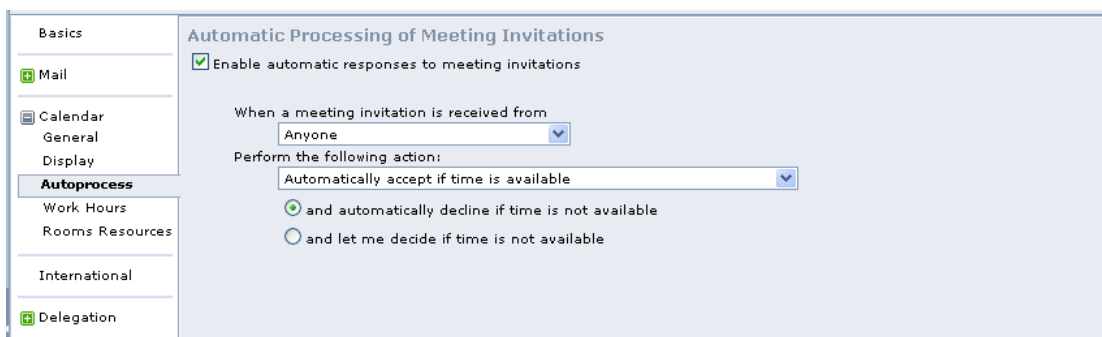 Basics
Mail
Calendar
General
Display
Autoprocess
Work Hours
Rooms Resources
International
Delegation
Automatic Processing of Meeting Invitations
Enable automatic responses to meeting invitations
When a meeting invitation is received from
Anyone
Perform the following action:
Automatically accept if time is available
and automatically decline if time is not available
and let me decide if time is not available